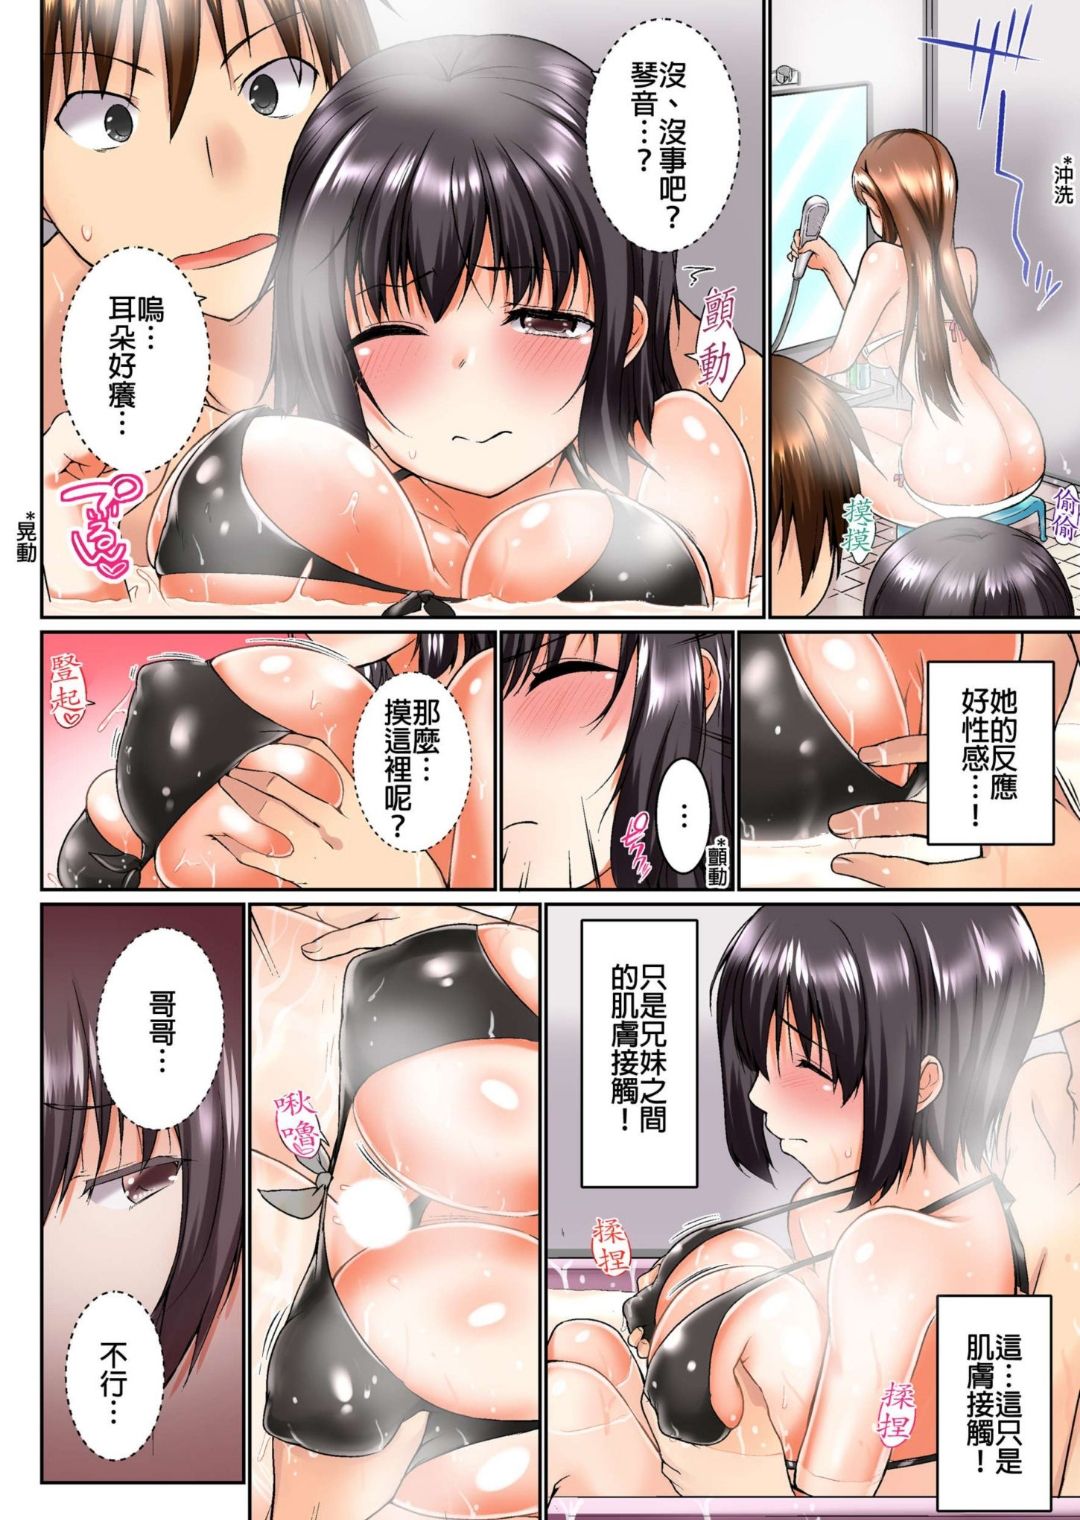 *沖洗
偷偷
摸摸
沒、沒事吧？
琴音…？
顫動
嗚…
耳朵好癢…
ぷるん♡
*晃動
她的反應
好性感…！
…
*顫動
那麼…
摸這裡呢？
豎起♡
只是兄妹之間
的肌膚接觸！
揉捏
這…這只是
肌膚接觸！
揉捏
啾嚕
哥哥…
不行…